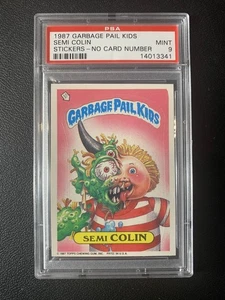 PSA
1987 GARBAGE PAIL KIDS
SEMI COLIN MINT
STICKERS-NO CARD NUMBER 9
14013341
GARBAGE PAIL KIDS
SEMI COLIN